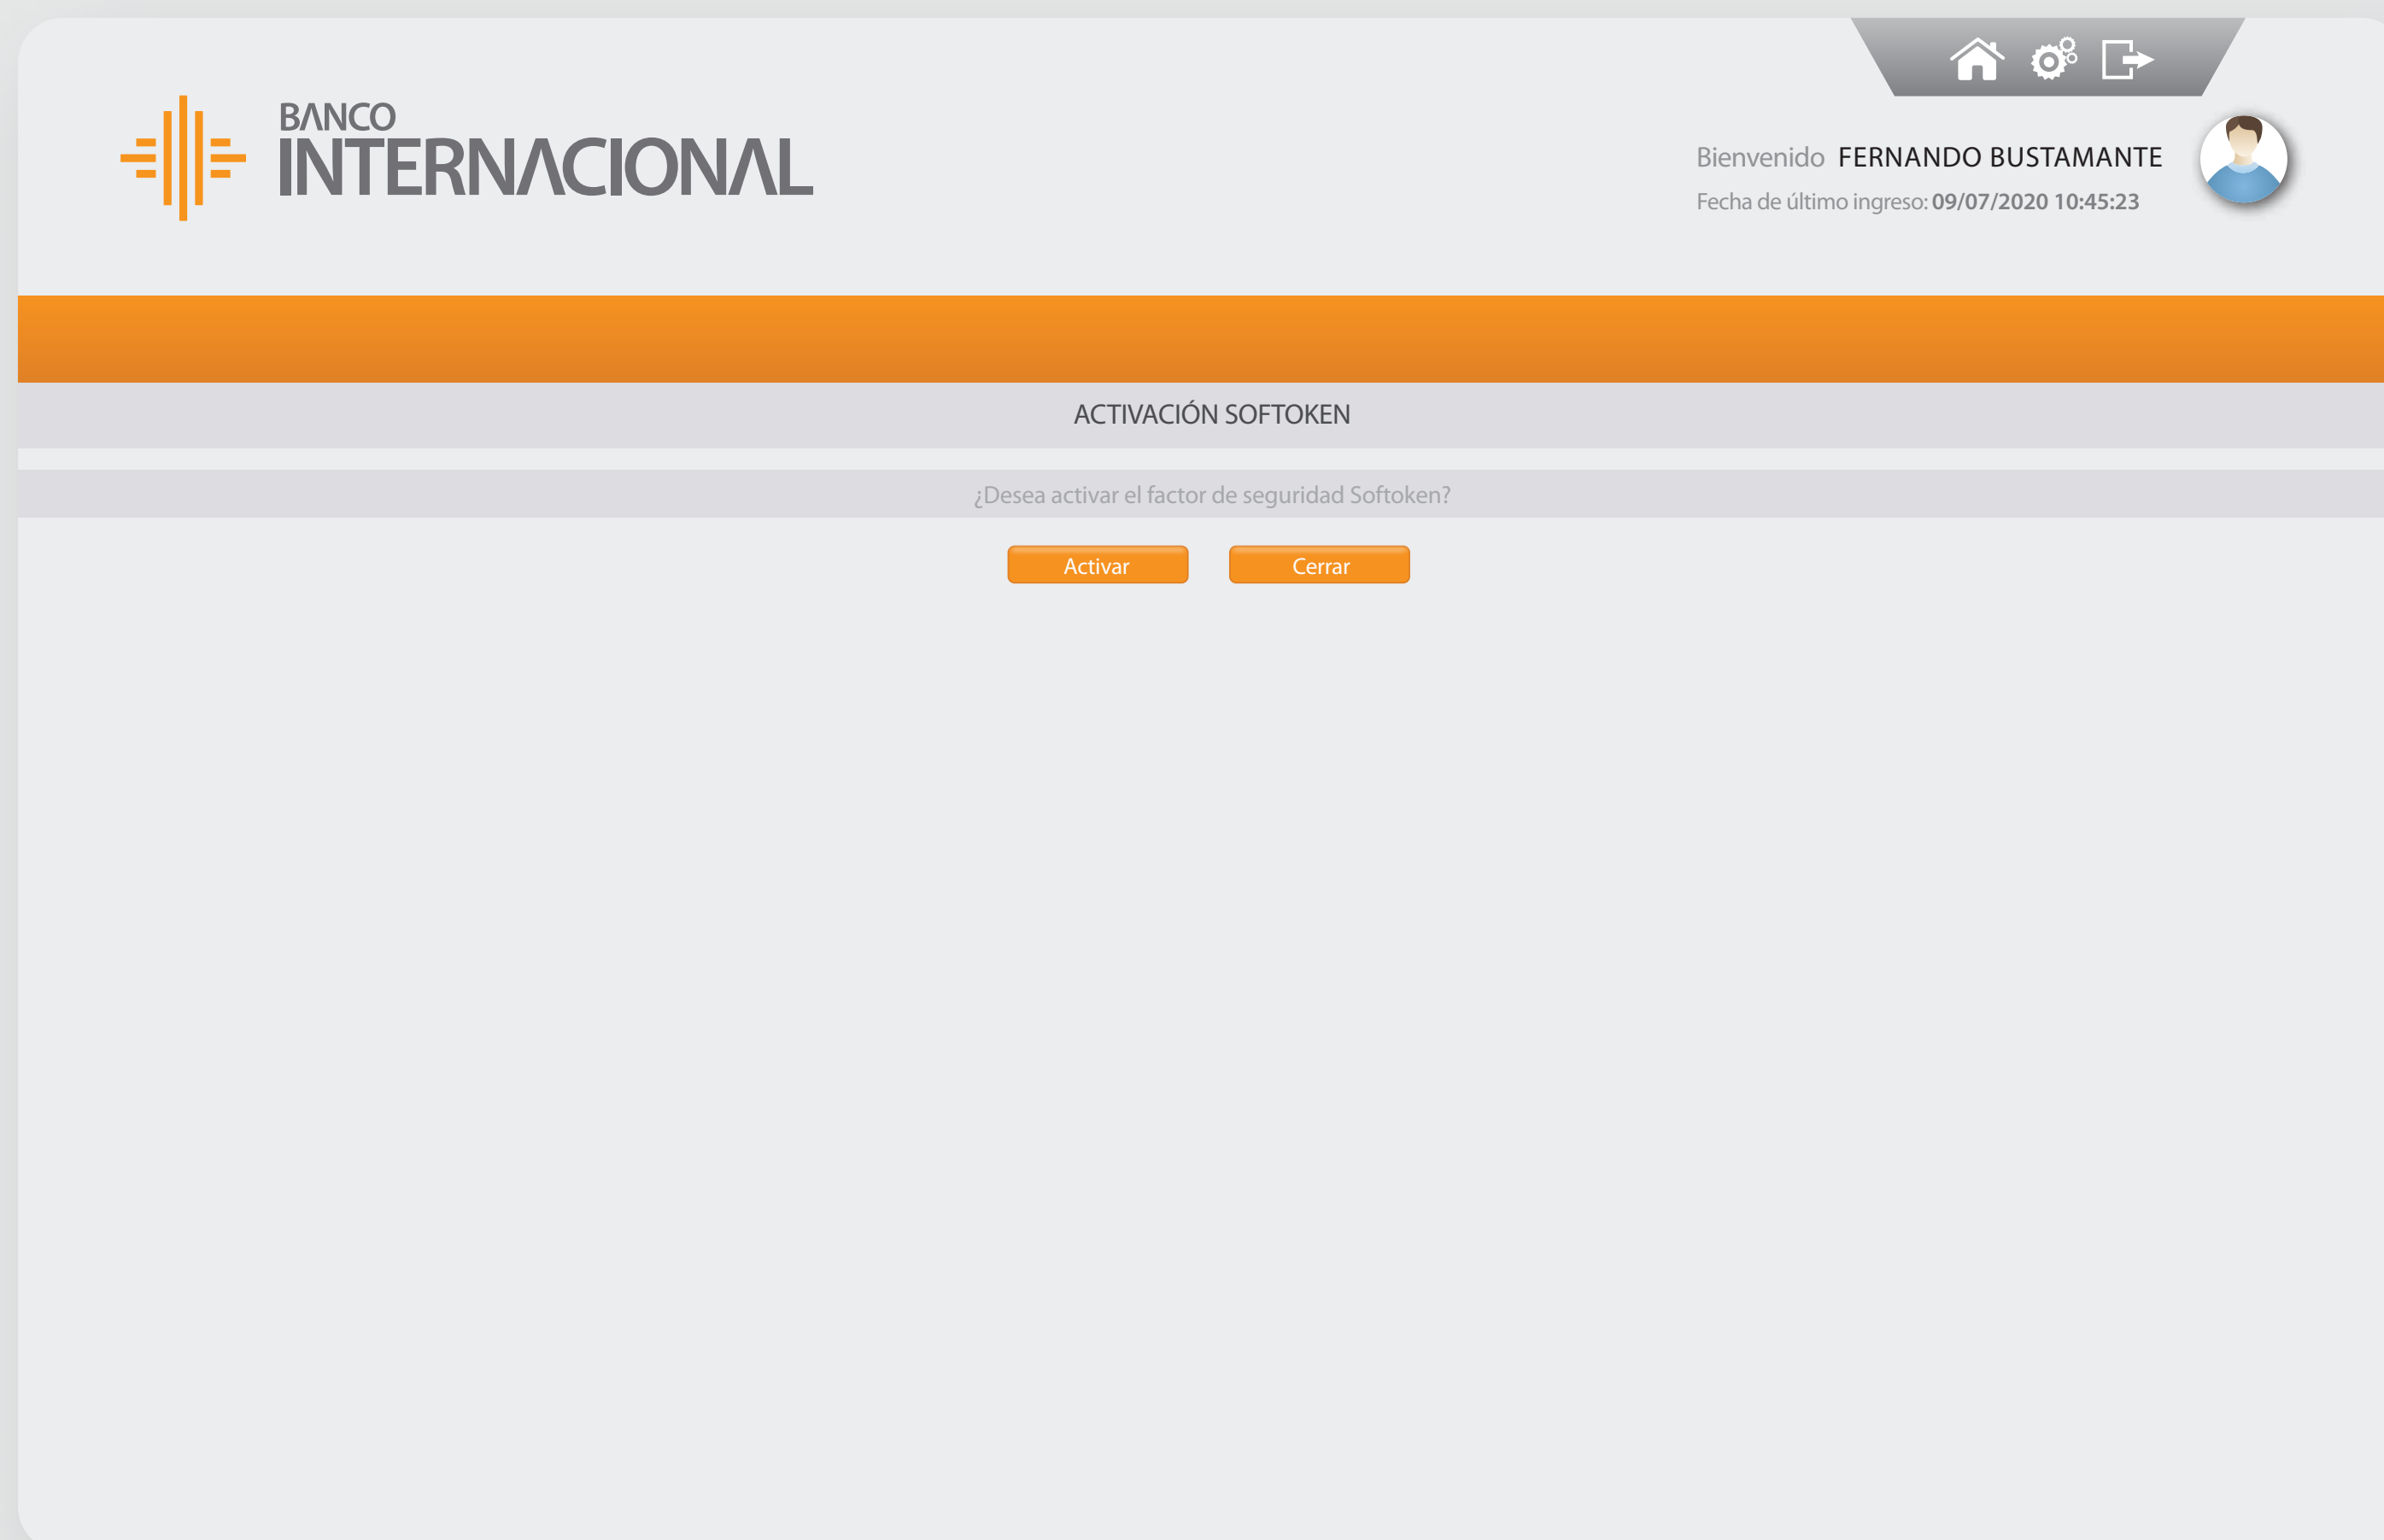 BANCO
INTERNACIONAL
Bienvenido FERNANDO BUSTAMANTE
Fecha de último ingreso: 09/07/2020 10:45:23
ACTIVACIÓN SOFTOKEN
¿Desea activar el factor de seguridad Softoken?
Activar
Cerrar